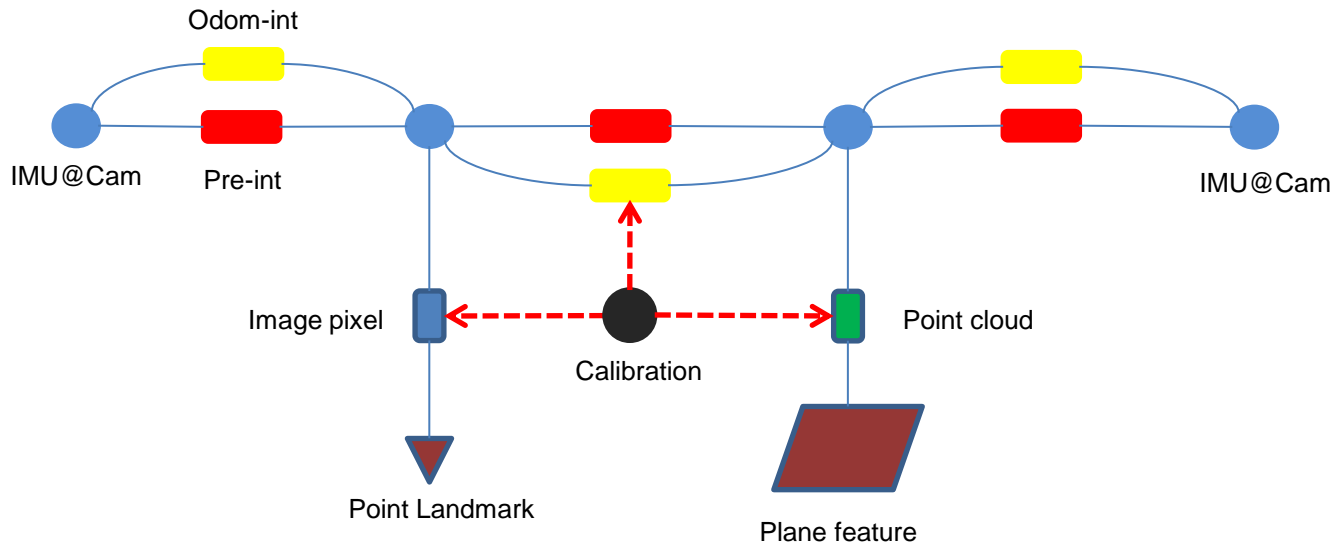 Odom-int
IMU@Cam
Pre-int
IMU@Cam
Image pixel
Point cloud
Calibration
Point Landmark
Plane feature